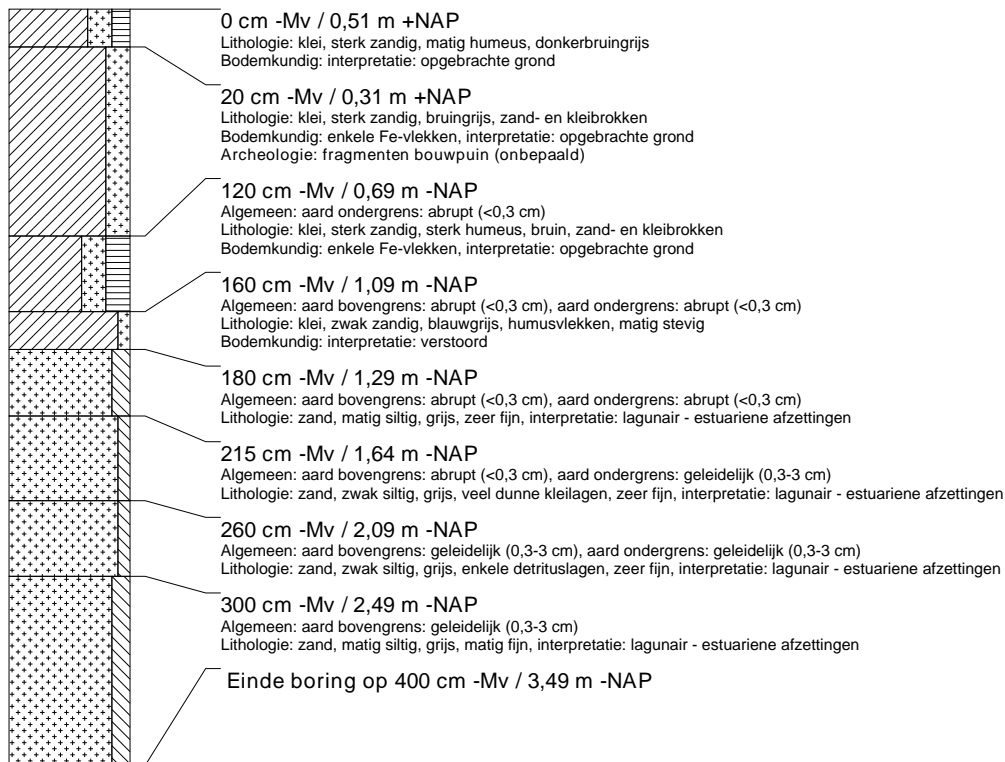 0 cm -Mv / 0,51 m +NAP
Lithologie: klei, sterk zandig, matig humeus, donkerbruingrijs
Bodemkundig: interpretatie: opgebrachte grond
20 cm -Mv / 0,31 m +NAP
Lithologie: klei, sterk zandig, bruingrijs, zand- en kleibrokken
Bodemkundig: enkele Fe-vlekken, interpretatie: opgebrachte grond
Archeologie: fragmenten bouwpuin (onbepaald)
120 cm -Mv / 0,69 m -NAP
Algemeen: aard ondergrens: abrupt (<0,3 cm)
Lithologie: klei, sterk zandig, sterk humeus, bruin, zand- en kleibrokken
Bodemkundig: enkele Fe-vlekken, interpretatie: opgebrachte grond
160 cm -Mv / 1,09 m -NAP
Algemeen: aard bovengrens: abrupt (<0,3 cm), aard ondergrens: abrupt (<0,3 cm)
Lithologie: klei, zwak zandig, blauwgrijs, humusvlekken, matig stevig
Bodemkundig: interpretatie: verstoord
180 cm -Mv / 1,29 m -NAP
Algemeen: aard bovengrens: abrupt (<0,3 cm), aard ondergrens: abrupt (<0,3 cm)
Lithologie: zand, matig siltig, grijs, zeer fijn, interpretatie: lagunair - estuariene afzettingen
215 cm -Mv / 1,64 m -NAP
Algemeen: aard bovengrens: abrupt (<0,3 cm), aard ondergrens: geleidelijk (0,3-3 cm)
Lithologie: zand, zwak siltig, grijs, veel dunne kleilagen, zeer fijn, interpretatie: lagunair - estuariene afzettingen
260 cm -Mv / 2,09 m -NAP
Algemeen: aard bovengrens: geleidelijk (0,3-3 cm), aard ondergrens: geleidelijk (0,3-3 cm)
Lithologie: zand, zwak siltig, grijs, enkele detrituslagen, zeer fijn, interpretatie: lagunair - estuariene afzettingen
300 cm -Mv / 2,49 m -NAP
Algemeen: aard bovengrens: geleidelijk (0,3-3 cm)
Lithologie: zand, matig siltig, grijs, matig fijn, interpretatie: lagunair - estuariene afzettingen
Einde boring op 400 cm -Mv / 3,49 m -NAP